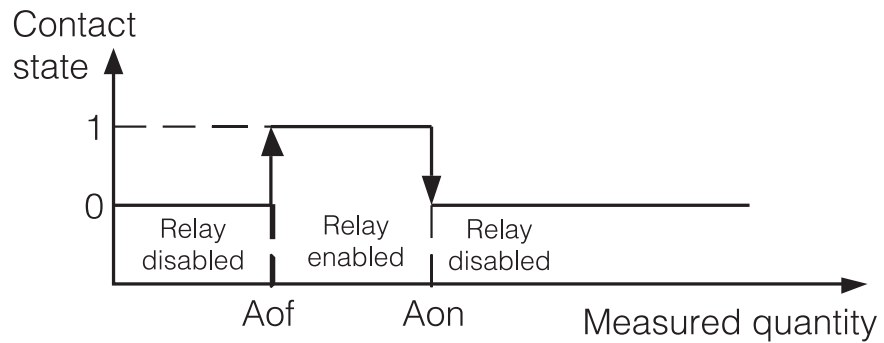 Contact
state
1
0
Relay
disabled
Relay
enabled
Relay
disabled
Aof
Aon
Measured quantity